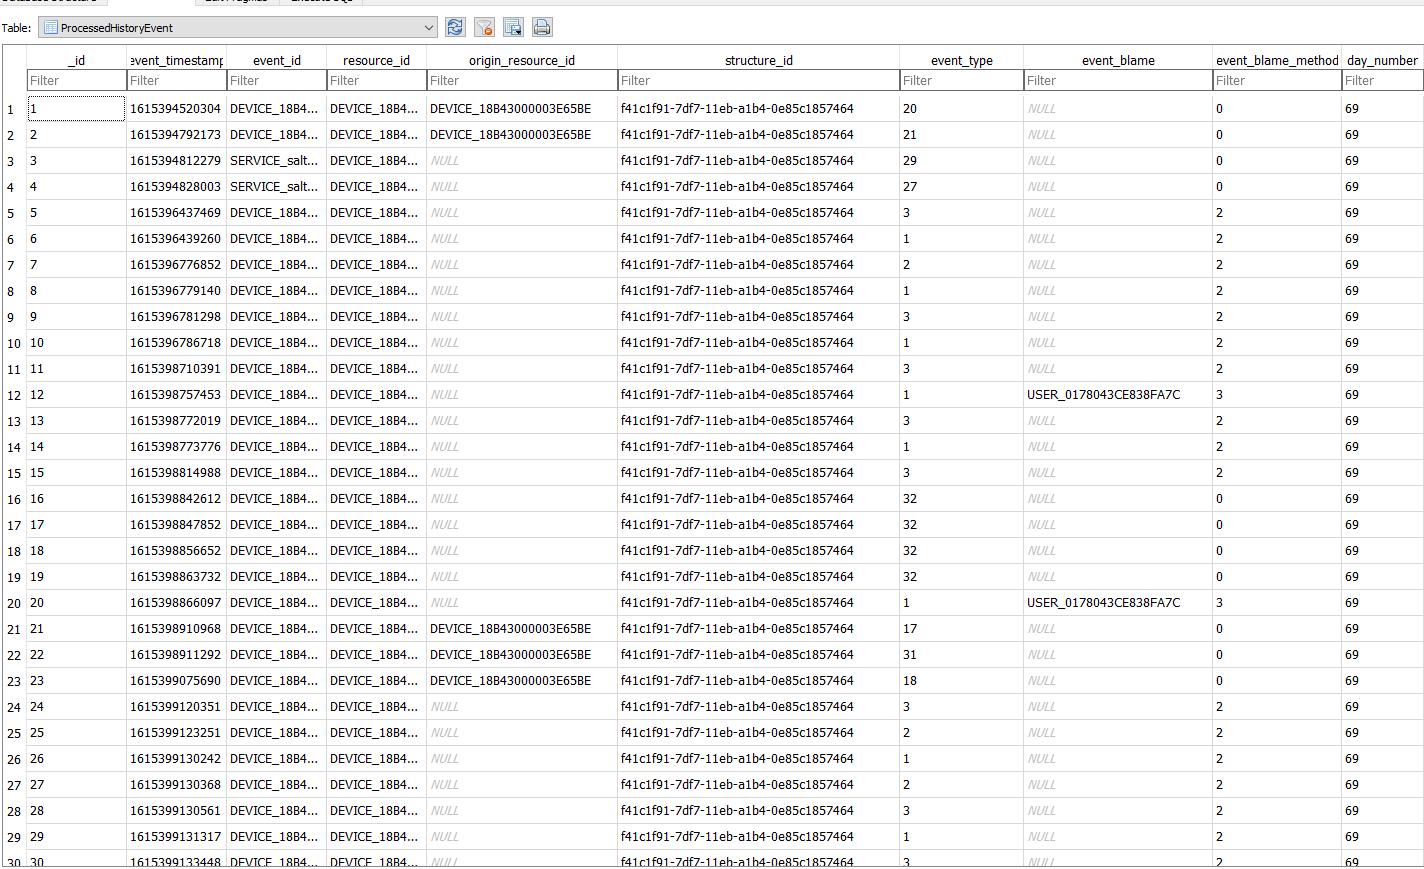 Table: ProcessedHistoryEvent
_id event_timestamp event_id resource_id origin_resource_id structure_id event_type event_blame event_blame_method day_number
Filter Filter Filter Filter Filter Filter Filter Filter Filter Filter
1 1 1615394520304 DEVICE_18B4... DEVICE_18B4... DEVICE_18B43000003E65BE f41c1f91-7df7-11eb-a1b4-0e85c1857464 20 NULL 0 69
2 2 1615394792173 DEVICE_18B4... DEVICE_18B4... DEVICE_18B43000003E65BE f41c1f91-7df7-11eb-a1b4-0e85c1857464 21 NULL 0 69
3 3 1615394812279 SERVICE_salt... DEVICE_18B4... NULL f41c1f91-7df7-11eb-a1b4-0e85c1857464 29 NULL 0 69
4 4 1615394828003 SERVICE_salt... DEVICE_18B4... NULL f41c1f91-7df7-11eb-a1b4-0e85c1857464 27 NULL 0 69
5 5 1615396437469 DEVICE_18B4... DEVICE_18B4... NULL f41c1f91-7df7-11eb-a1b4-0e85c1857464 3 NULL 2 69
6 6 1615396439260 DEVICE_18B4... DEVICE_18B4... NULL f41c1f91-7df7-11eb-a1b4-0e85c1857464 1 NULL 2 69
7 7 1615396776852 DEVICE_18B4... DEVICE_18B4... NULL f41c1f91-7df7-11eb-a1b4-0e85c1857464 2 NULL 2 69
8 8 1615396779140 DEVICE_18B4... DEVICE_18B4... NULL f41c1f91-7df7-11eb-a1b4-0e85c1857464 1 NULL 2 69
9 9 1615396781298 DEVICE_18B4... DEVICE_18B4... NULL f41c1f91-7df7-11eb-a1b4-0e85c1857464 3 NULL 2 69
10 10 1615396786718 DEVICE_18B4... DEVICE_18B4... NULL f41c1f91-7df7-11eb-a1b4-0e85c1857464 1 NULL 2 69
11 11 1615398710391 DEVICE_18B4... DEVICE_18B4... NULL f41c1f91-7df7-11eb-a1b4-0e85c1857464 3 NULL 2 69
12 12 1615398757453 DEVICE_18B4... DEVICE_18B4... NULL f41c1f91-7df7-11eb-a1b4-0e85c1857464 1 USER_0178043CE838FA7C 3 69
13 13 1615398772019 DEVICE_18B4... DEVICE_18B4... NULL f41c1f91-7df7-11eb-a1b4-0e85c1857464 3 NULL 2 69
14 14 1615398773776 DEVICE_18B4... DEVICE_18B4... NULL f41c1f91-7df7-11eb-a1b4-0e85c1857464 1 NULL 2 69
15 15 1615398814988 DEVICE_18B4... DEVICE_18B4... NULL f41c1f91-7df7-11eb-a1b4-0e85c1857464 3 NULL 2 69
16 16 1615398842612 DEVICE_18B4... DEVICE_18B4... NULL f41c1f91-7df7-11eb-a1b4-0e85c1857464 32 NULL 0 69
17 17 1615398847852 DEVICE_18B4... DEVICE_18B4... NULL f41c1f91-7df7-11eb-a1b4-0e85c1857464 32 NULL 0 69
18 18 1615398856652 DEVICE_18B4... DEVICE_18B4... NULL f41c1f91-7df7-11eb-a1b4-0e85c1857464 32 NULL 0 69
19 19 1615398863732 DEVICE_18B4... DEVICE_18B4... NULL f41c1f91-7df7-11eb-a1b4-0e85c1857464 32 NULL 0 69
20 20 1615398866097 DEVICE_18B4... DEVICE_18B4... NULL f41c1f91-7df7-11eb-a1b4-0e85c1857464 1 USER_0178043CE838FA7C 3 69
21 21 1615398910968 DEVICE_18B4... DEVICE_18B4... DEVICE_18B43000003E65BE f41c1f91-7df7-11eb-a1b4-0e85c1857464 17 NULL 0 69
22 22 1615398911292 DEVICE_18B4... DEVICE_18B4... DEVICE_18B43000003E65BE f41c1f91-7df7-11eb-a1b4-0e85c1857464 31 NULL 0 69
23 23 1615399075690 DEVICE_18B4... DEVICE_18B4... DEVICE_18B43000003E65BE f41c1f91-7df7-11eb-a1b4-0e85c1857464 18 NULL 0 69
24 24 1615399120351 DEVICE_18B4... DEVICE_18B4... NULL f41c1f91-7df7-11eb-a1b4-0e85c1857464 3 NULL 2 69
25 25 1615399123251 DEVICE_18B4... DEVICE_18B4... NULL f41c1f91-7df7-11eb-a1b4-0e85c1857464 2 NULL 2 69
26 26 1615399130242 DEVICE_18B4... DEVICE_18B4... NULL f41c1f91-7df7-11eb-a1b4-0e85c1857464 1 NULL 2 69
27 27 1615399130368 DEVICE_18B4... DEVICE_18B4... NULL f41c1f91-7df7-11eb-a1b4-0e85c1857464 2 NULL 2 69
28 28 1615399130561 DEVICE_18B4... DEVICE_18B4... NULL f41c1f91-7df7-11eb-a1b4-0e85c1857464 3 NULL 2 69
29 29 1615399131317 DEVICE_18B4... DEVICE_18B4... NULL f41c1f91-7df7-11eb-a1b4-0e85c1857464 1 NULL 2 69
30 30 1615399133448 DEVICE_18B4... DEVICE_18B4... NULL f41c1f91-7df7-11eb-a1b4-0e85c1857464 3 NULL 2 69